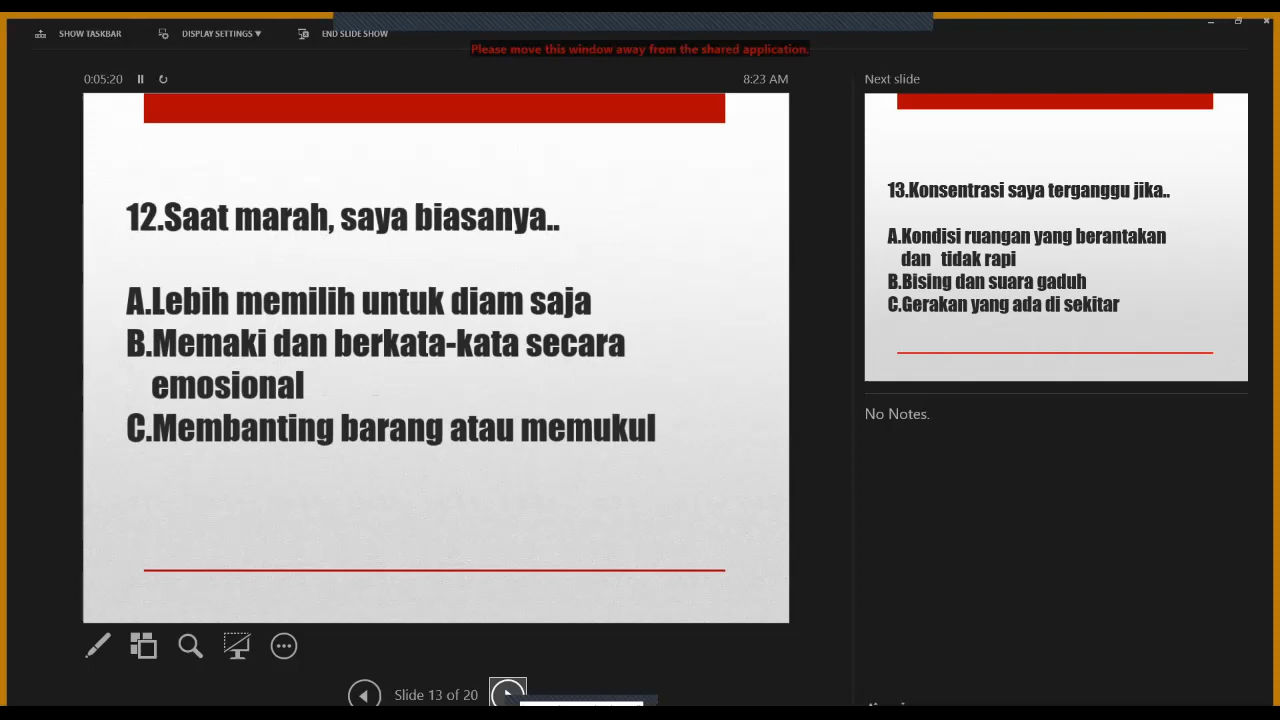 SHOW TASKBAR
DISPLAY SETTINGS
END SLIDE SHOW
Please move this window away from the shared application.
0:05:20
8:23 AM
12.Saat marah, saya biasanya..
A.Lebih memilih untuk diam saja
B.Memaki dan berkata-kata secara
emosional
C.Membanting barang atau memukul
Slide 13 of 20
Next slide
13.Konsentrasi saya terganggu jika..
A.Kondisi ruangan yang berantakan
dan tidak rapi
B.Bising dan suara gaduh
C.Gerakan yang ada di sekitar
No Notes.